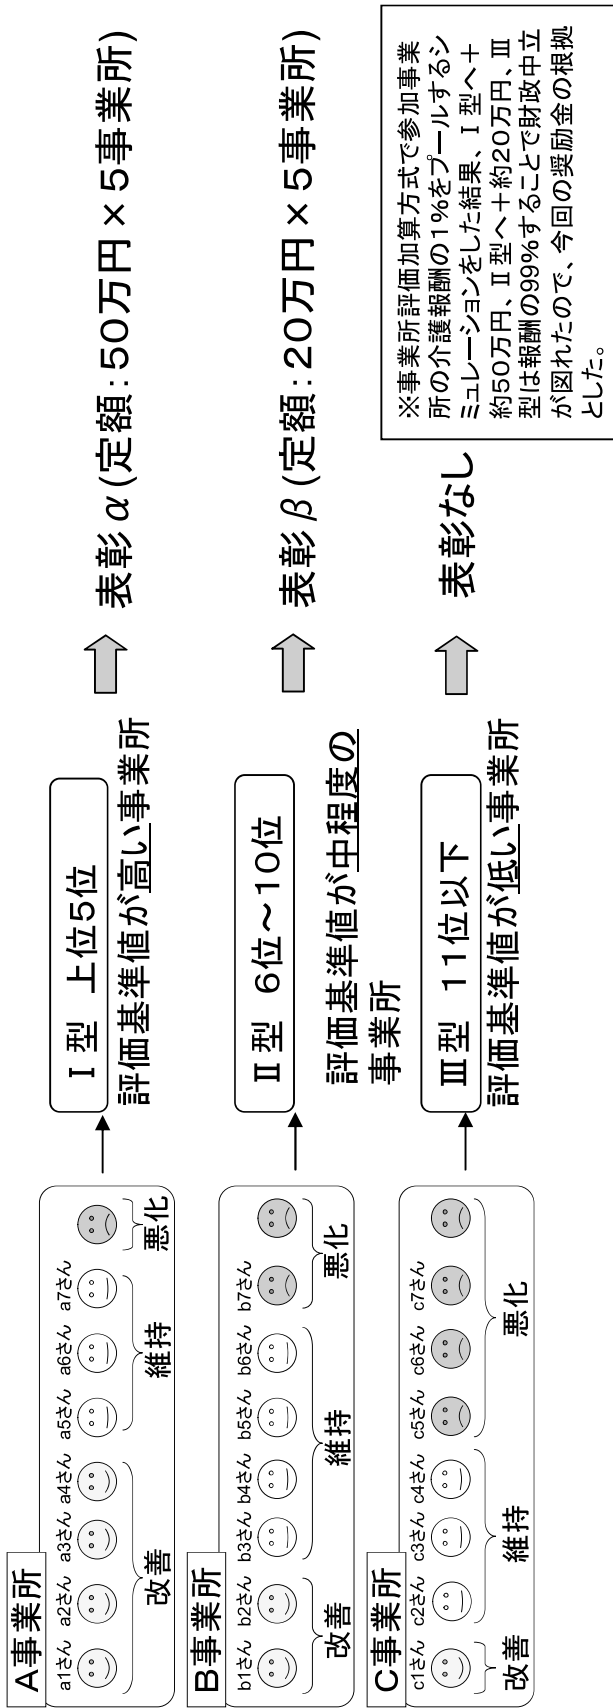 A事業所
a1さん a2さん a3さん a4さん a5さん a6さん a7さん
改善 維持 悪化
Ⅰ型 上位5位
評価基準値が高い事業所
表彰α(定額:50万円×5事業所)
B事業所
b1さん b2さん b3さん b4さん b5さん b6さん b7さん
改善 維持 悪化
Ⅱ型 6位～10位
評価基準値が中程度の
事業所
表彰β(定額:20万円×5事業所)
C事業所
c1さん c2さん c3さん c4さん c5さん c6さん c7さん
改善 維持 悪化
Ⅲ型 11位以下
評価基準値が低い事業所
表彰なし
※事業所評価加算方式で参加事業
所の介護報酬の1%をプールするシ
ミュレーションをした結果、Ⅰ型へ＋
約50万円、Ⅱ型へ＋約20万円、Ⅲ
型は報酬の99%することで財政中立
が図れたので、今回の奨励金の根拠
とした。